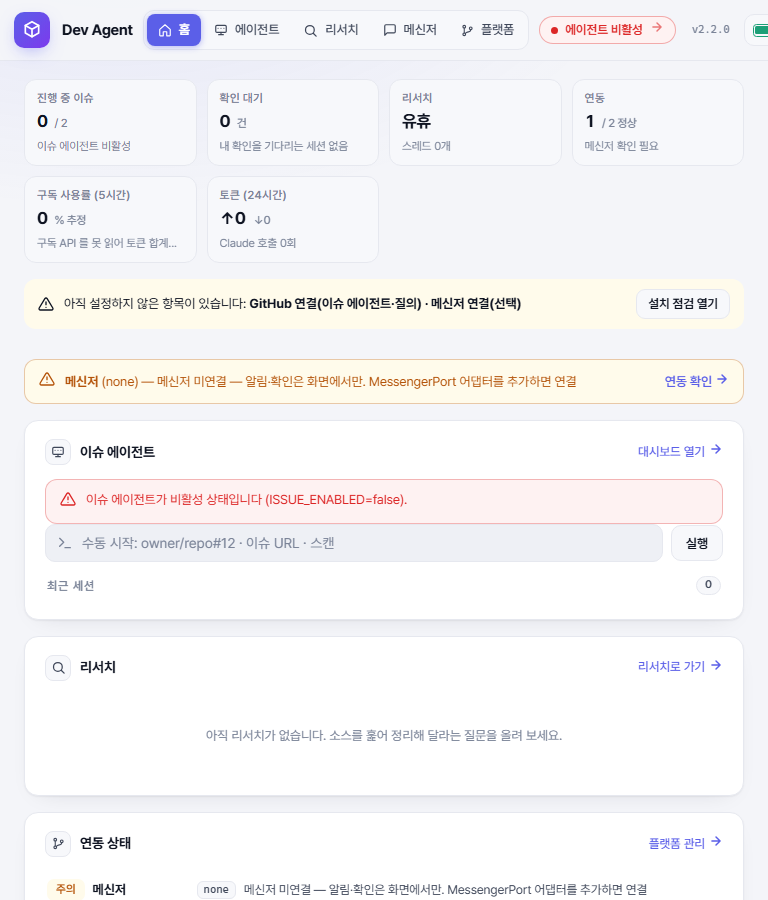 Dev Agent 홈 에이전트 리서치 메신저 플랫폼 에이전트 비활성 → v2.2.0
진행 중 이슈
0 / 2
이슈 에이전트 비활성
확인 대기
0 건
내 확인을 기다리는 세션 없음
리서치
유휴
스레드 0개
연동
1 / 2 정상
메신저 확인 필요
구독 사용률 (5시간)
0 % 추정
구독 API 를 못 읽어 토큰 합계...
토큰 (24시간)
↑0 ↓0
Claude 호출 0회
아직 설정하지 않은 항목이 있습니다: GitHub 연결(이슈 에이전트·질의) · 메신저 연결(선택) 설치 점검 열기
메신저 (none) — 메신저 미연결 — 알림·확인은 화면에서만. MessengerPort 어댑터를 추가하면 연결 연동 확인 →
이슈 에이전트 대시보드 열기 →
이슈 에이전트가 비활성 상태입니다 (ISSUE_ENABLED=false).
수동 시작: owner/repo#12 · 이슈 URL · 스캔 실행
최근 세션 0
리서치 리서치로 가기 →
아직 리서치가 없습니다. 소스를 훑어 정리해 달라는 질문을 올려 보세요.
연동 상태 플랫폼 관리 →
주의 메신저 none 메신저 미연결 — 알림·확인은 화면에서만. MessengerPort 어댑터를 추가하면 연결